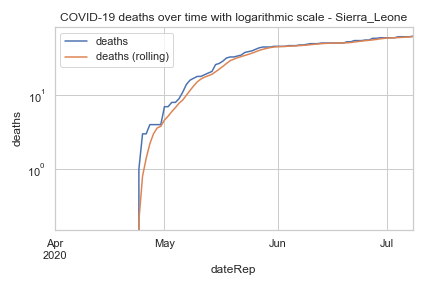 COVID-19 deaths over time with logarithmic scale - Sierra_Leone
deaths
deaths (rolling)
10¹
10⁰
deaths
Apr
2020
May
Jun
Jul
dateRep